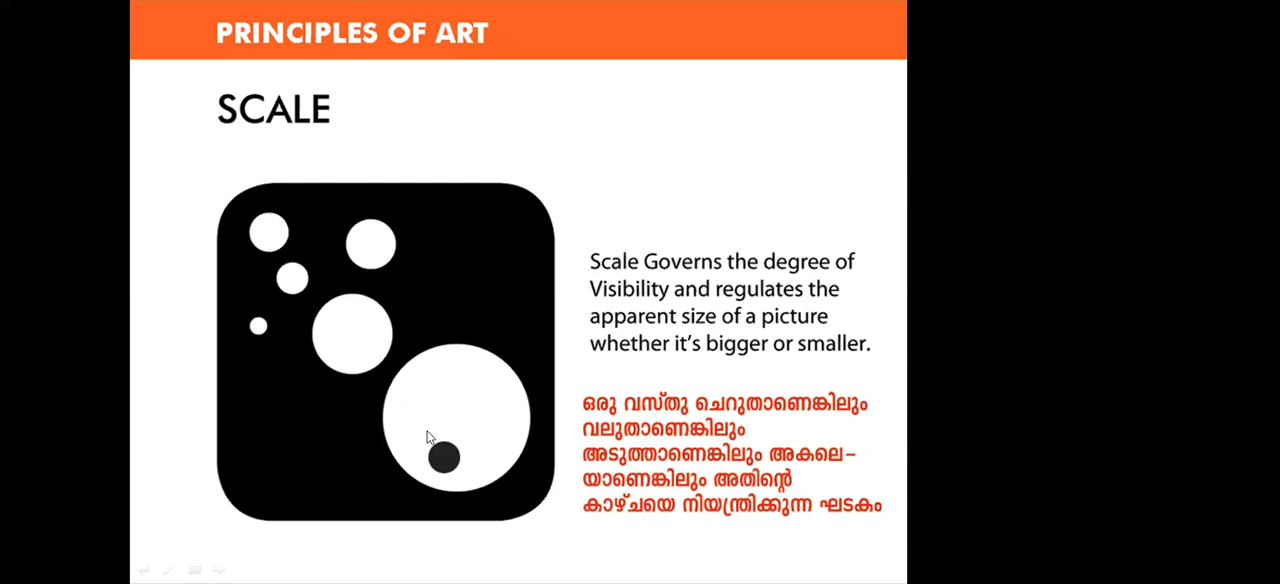 PRINCIPLES OF ART
SCALE
Scale Governs the degree of
Visibility and regulates the
apparent size of a picture
whether it's bigger or smaller.
ഒരു വസ്തു ചെറുതാണെങ്കിലും
വലുതാണെങ്കിലും
അടുത്താണെങ്കിലും അകലെ-
യാണെങ്കിലും അതിന്റെ
കാഴ്ചയെ നിയന്ത്രിക്കുന്ന ഘടകം